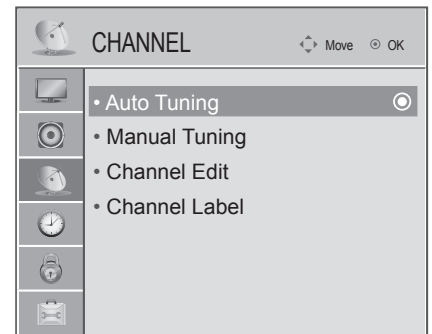 CHANNEL Move OK
• Auto Tuning
• Manual Tuning
• Channel Edit
• Channel Label